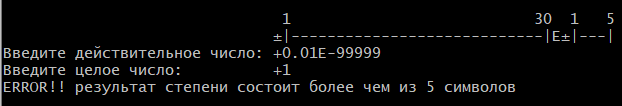 1 30 1 5
±|----------------------------|E±|---|
Введите действительное число: +0.01E-99999
Введите целое число: +1
ERROR!! результат степени состоит более чем из 5 символов